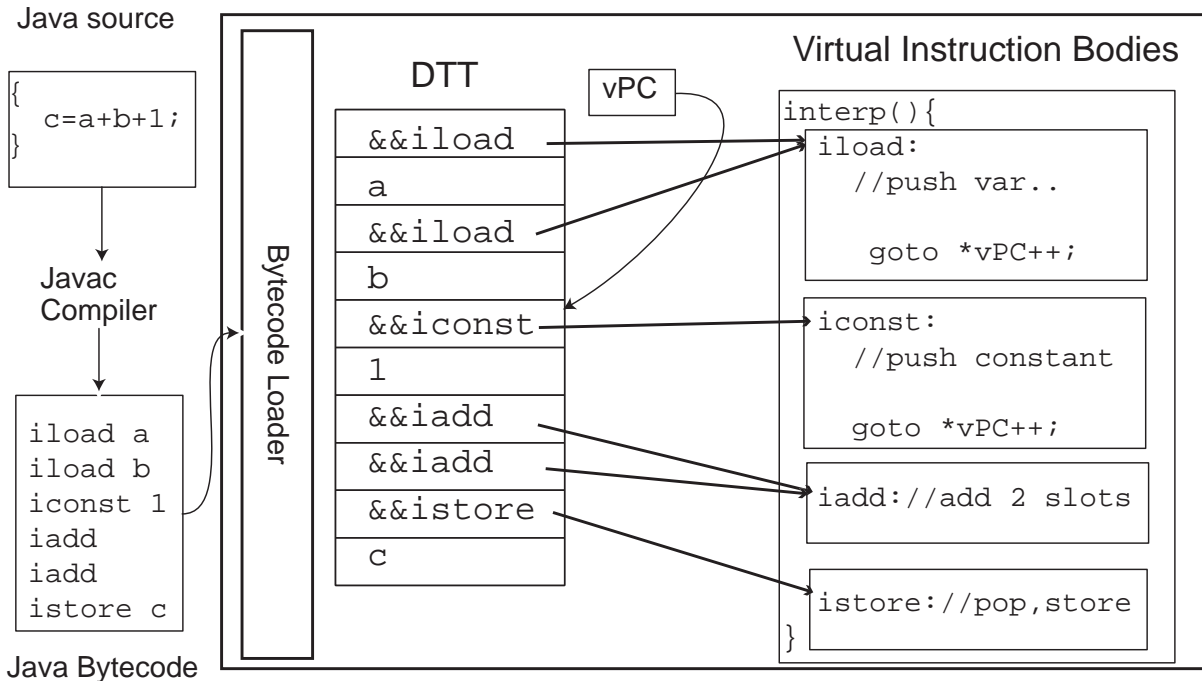 Java source
{
c=a+b+1;
}
Javac
Compiler
iload a
iload b
iconst 1
iadd
iadd
istore c
Java Bytecode
Bytecode Loader
DTT
&&iload
a
&&iload
b
&&iconst
1
&&iadd
&&iadd
&&istore
c
vPC
Virtual Instruction Bodies
interp(){
iload:
//push var..
goto *vPC++;
iconst:
//push constant
goto *vPC++;
iadd://add 2 slots
istore://pop,store
}